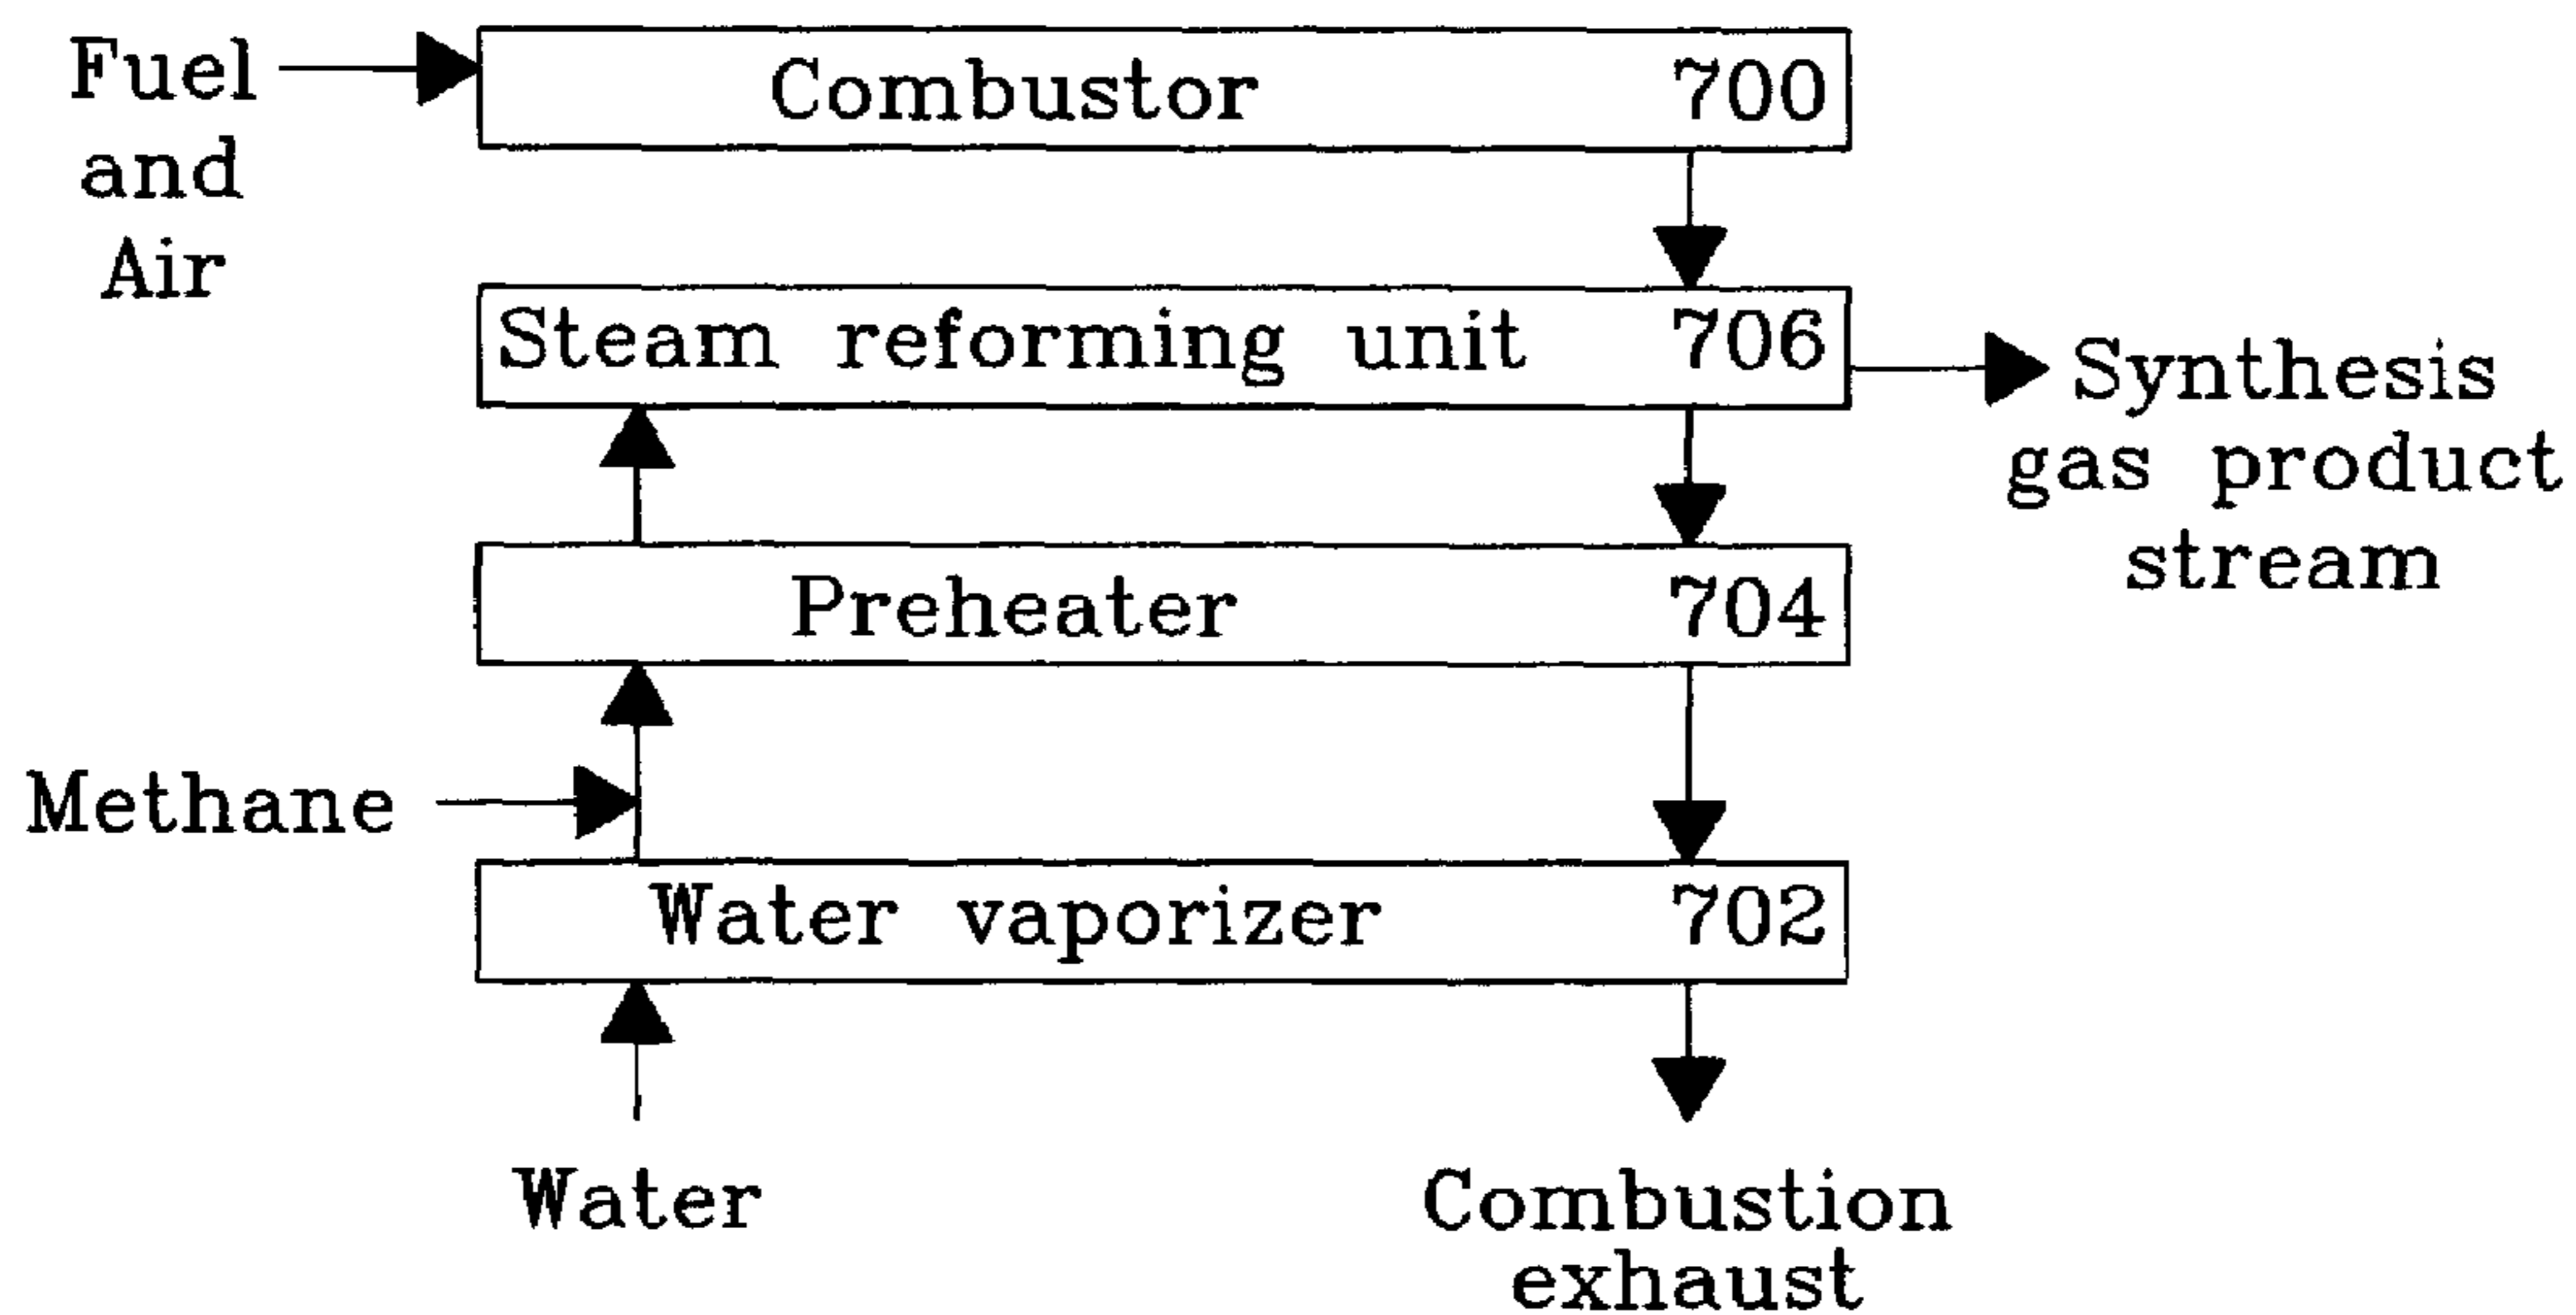 Fuel
and
Air
Combustor 700
Steam reforming unit 706
Synthesis
gas product
stream
Preheater 704
Methane
Water vaporizer 702
Water
Combustion
exhaust